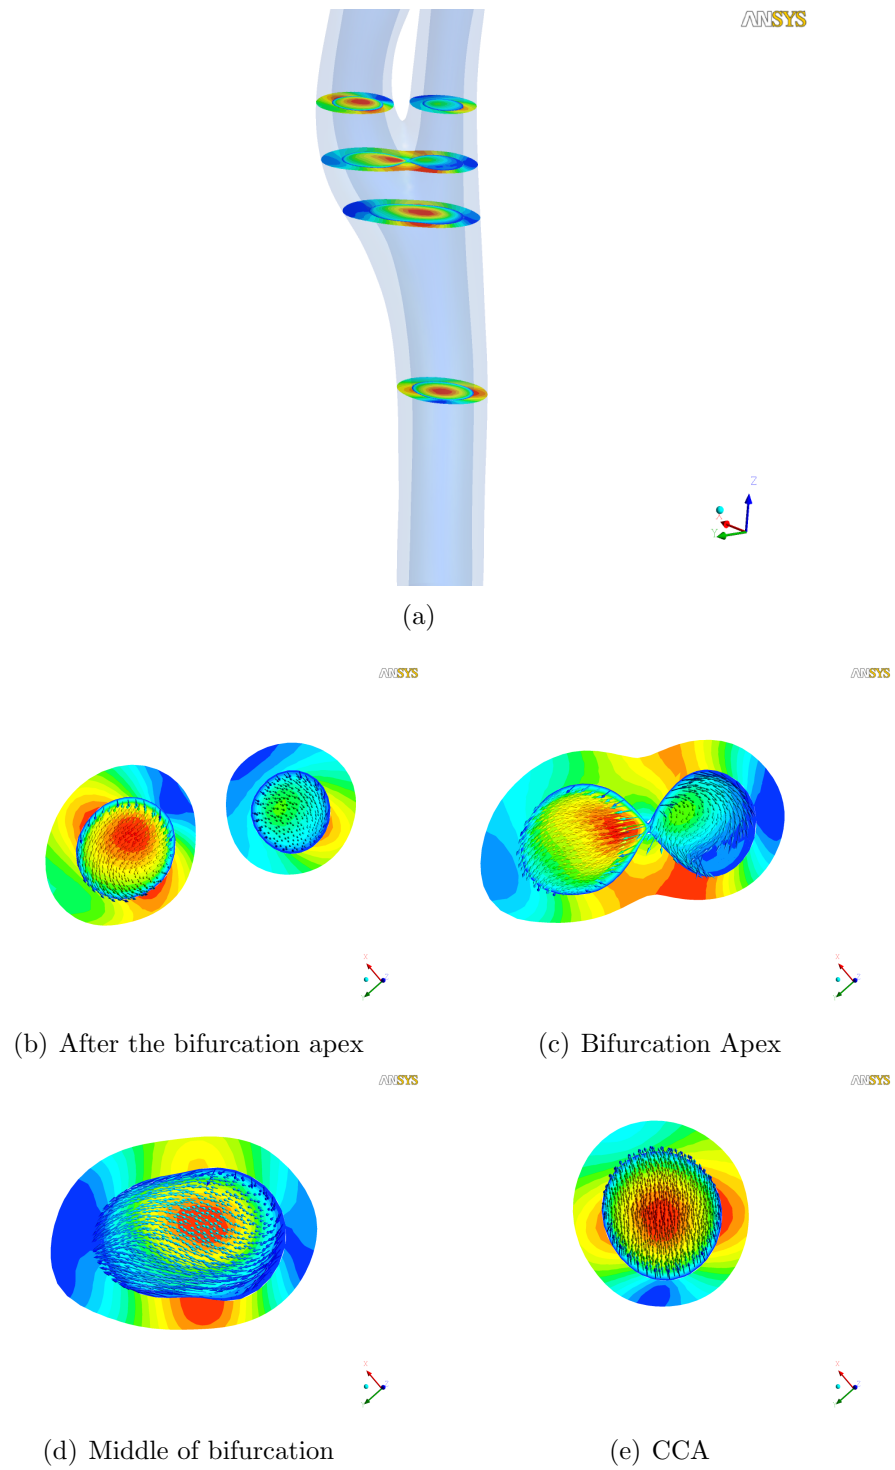 ANSYS
Z
X
Y
(a)
ANSYS
ANSYS
X
Z
X
Z
(b) After the bifurcation apex
(c) Bifurcation Apex
ANSYS
ANSYS
X
Z
X
Z
(d) Middle of bifurcation
(e) CCA